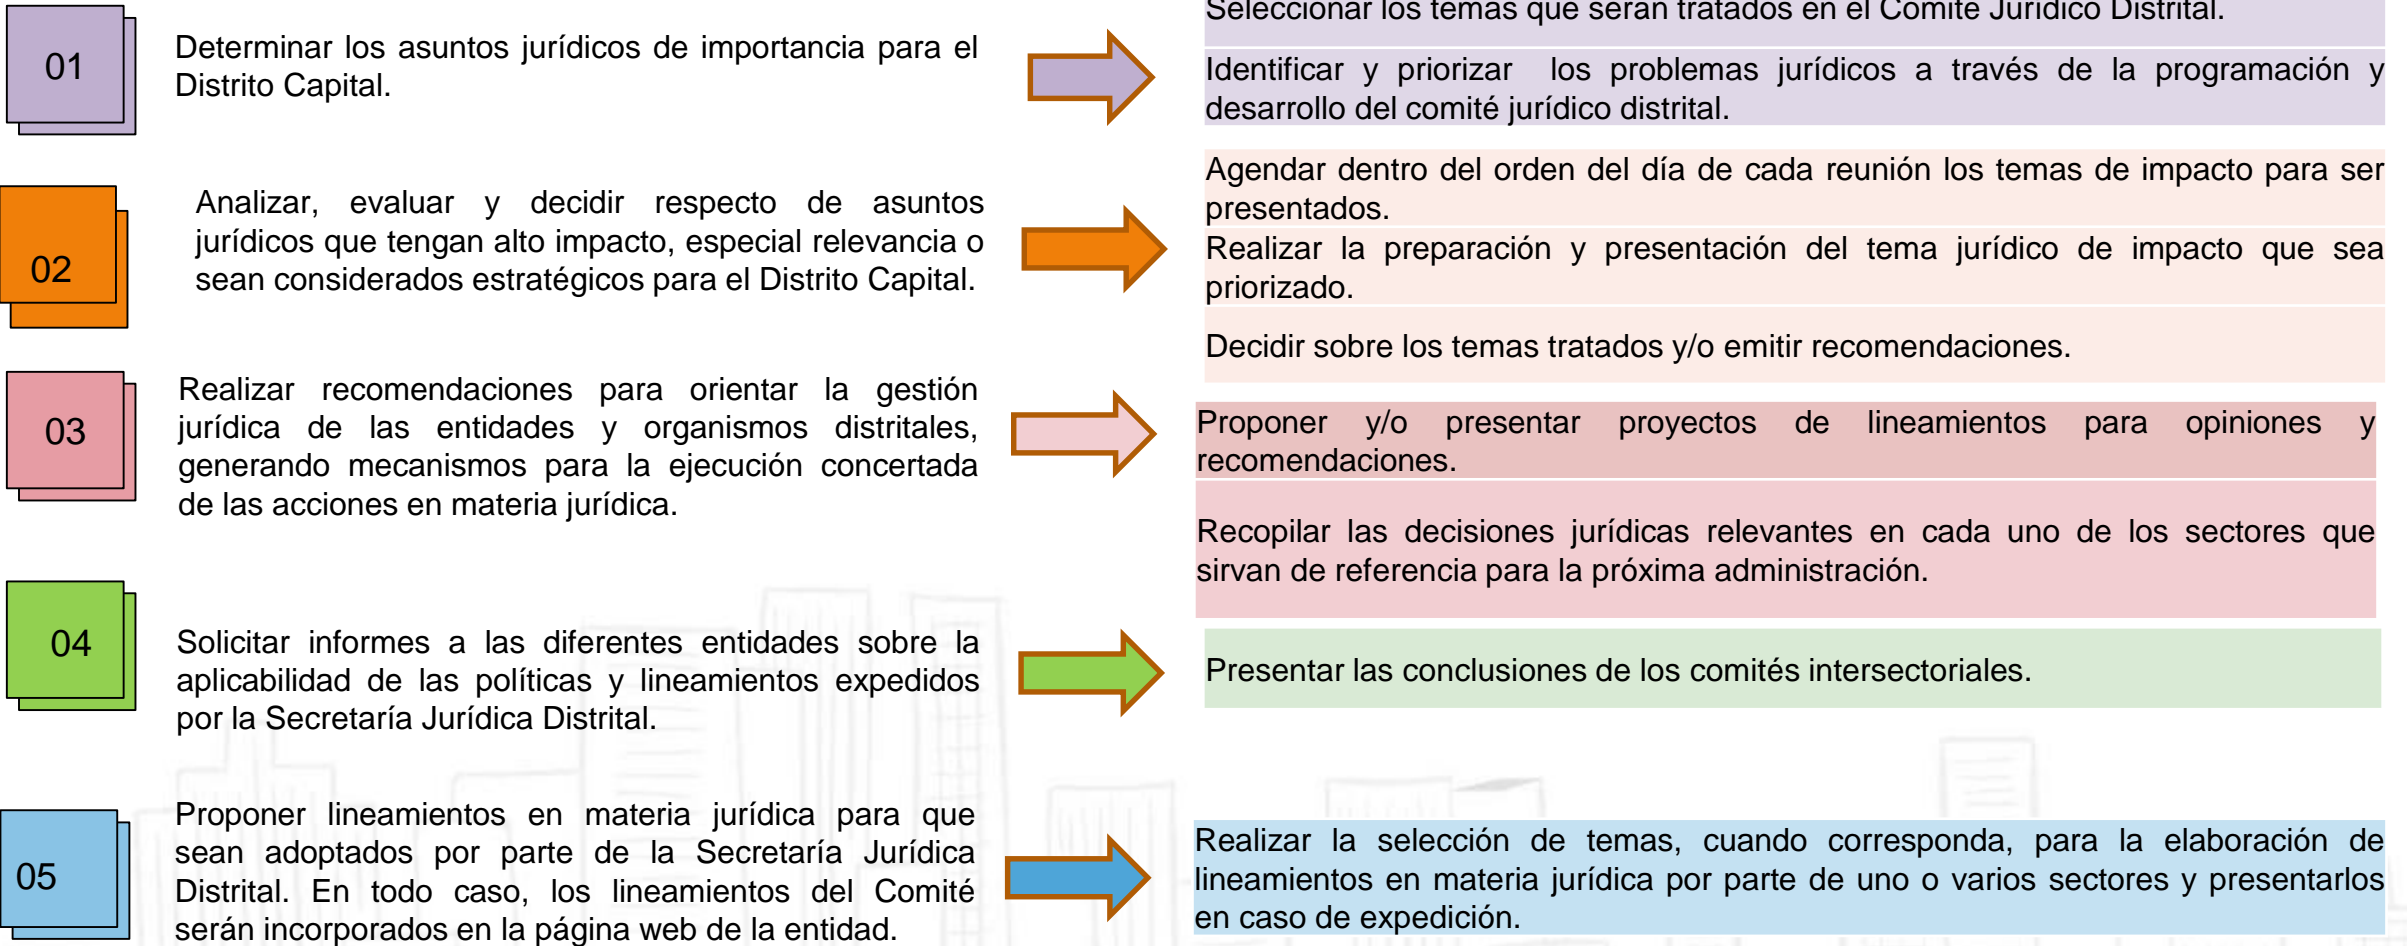 Seleccionar los temas que serán tratados en el Comité Jurídico Distrital.
01
Determinar los asuntos jurídicos de importancia para el
Distrito Capital.
Identificar y priorizar los problemas jurídicos a través de la programación y
desarrollo del comité jurídico distrital.
02
Analizar, evaluar y decidir respecto de asuntos
jurídicos que tengan alto impacto, especial relevancia o
sean considerados estratégicos para el Distrito Capital.
Agendar dentro del orden del día de cada reunión los temas de impacto para ser
presentados.
Realizar la preparación y presentación del tema jurídico de impacto que sea
priorizado.
Decidir sobre los temas tratados y/o emitir recomendaciones.
03
Realizar recomendaciones para orientar la gestión
jurídica de las entidades y organismos distritales,
generando mecanismos para la ejecución concertada
de las acciones en materia jurídica.
Proponer y/o presentar proyectos de lineamientos para opiniones y
recomendaciones.
Recopilar las decisiones jurídicas relevantes en cada uno de los sectores que
sirvan de referencia para la próxima administración.
04
Solicitar informes a las diferentes entidades sobre la
aplicabilidad de las políticas y lineamientos expedidos
por la Secretaría Jurídica Distrital.
Presentar las conclusiones de los comités intersectoriales.
05
Proponer lineamientos en materia jurídica para que
sean adoptados por parte de la Secretaría Jurídica
Distrital. En todo caso, los lineamientos del Comité
serán incorporados en la página web de la entidad.
Realizar la selección de temas, cuando corresponda, para la elaboración de
lineamientos en materia jurídica por parte de uno o varios sectores y presentarlos
en caso de expedición.